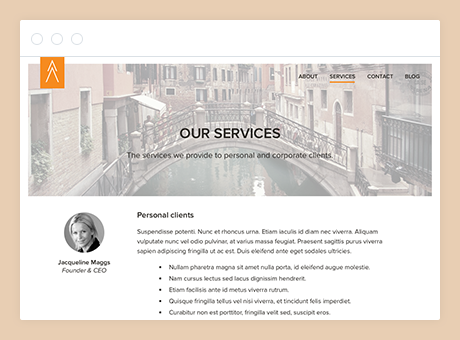 ABOUT SERVICES CONTACT BLOG
OUR SERVICES
The services we provide to personal and corporate clients
Personal clients
Suspendisse potenti. Nunc et rhoncus urna. Etiam iaculis id diam nec viverra. Aliquam
vulputate nunc vel odio pulvinar, at varius massa feugiat. Praesent sagittis purus viverra
sapien adipiscing fringilla ut ac est. Duis eleifend ante eget sodales ultricies.
Jacqueline Maggs
Founder & CEO
• Nullam pharetra magna sit amet nulla porta, id eleifend augue molestie.
• Nam cursus lectus sed lacus dignissim hendrerit.
• Etiam facilisis ante id metus viverra rutrum.
• Quisque fringilla tellus vel nisi viverra, et tincidunt felis imperdiet.
• Curabitur non est porttitor, fringilla velit sed, suscipit eros.